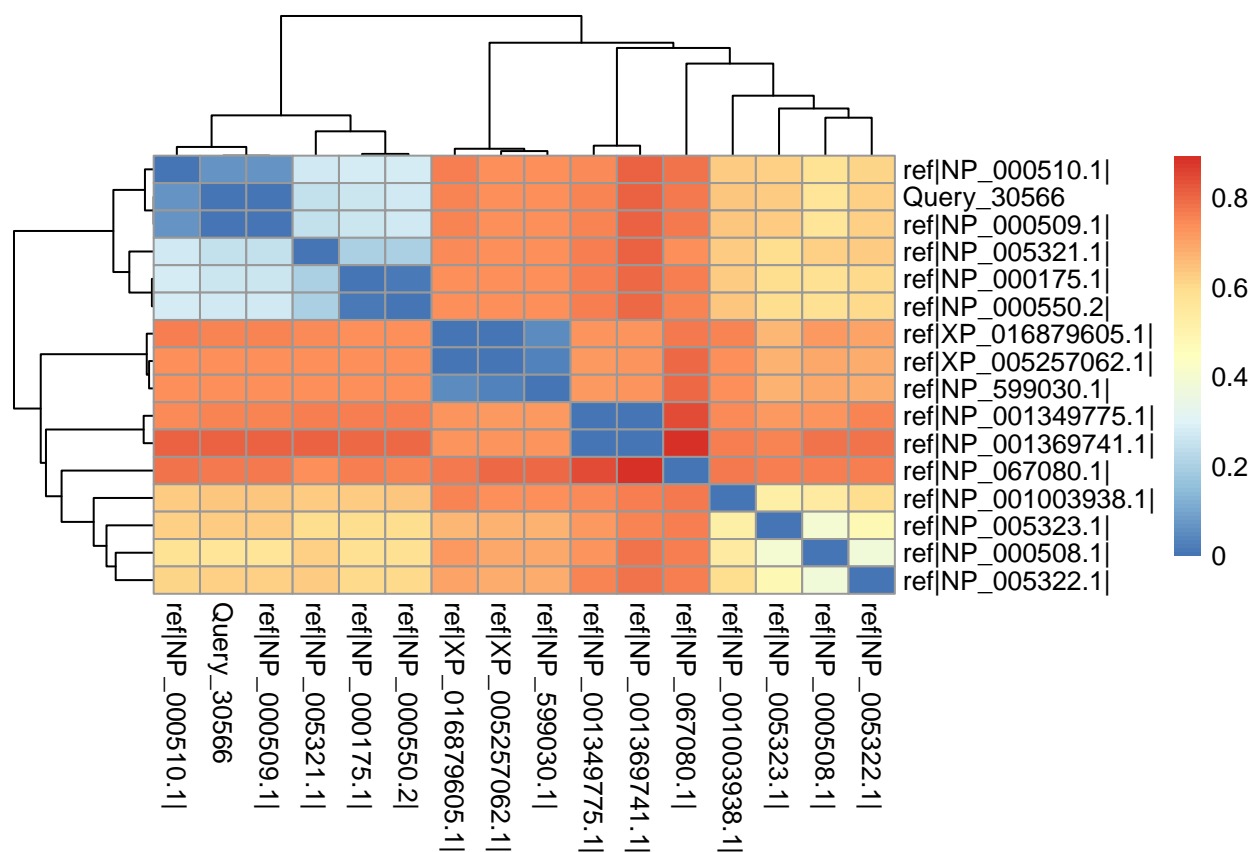 ref|NP_000510.1|
Query_30566
ref|NP_000509.1|
ref|NP_005321.1|
ref|NP_000175.1|
ref|NP_000550.2|
ref|XP_016879605.1|
ref|XP_005257062.1|
ref|NP_599030.1|
ref|NP_001349775.1|
ref|NP_001369741.1|
ref|NP_067080.1|
ref|NP_001003938.1|
ref|NP_005323.1|
ref|NP_000508.1|
ref|NP_005322.1|
0.8
0.6
0.4
0.2
0
ref|NP_000510.1|
Query_30566
ref|NP_000509.1|
ref|NP_005321.1|
ref|NP_000175.1|
ref|NP_000550.2|
ref|XP_016879605.1|
ref|XP_005257062.1|
ref|NP_599030.1|
ref|NP_001349775.1|
ref|NP_001369741.1|
ref|NP_067080.1|
ref|NP_001003938.1|
ref|NP_005323.1|
ref|NP_000508.1|
ref|NP_005322.1|